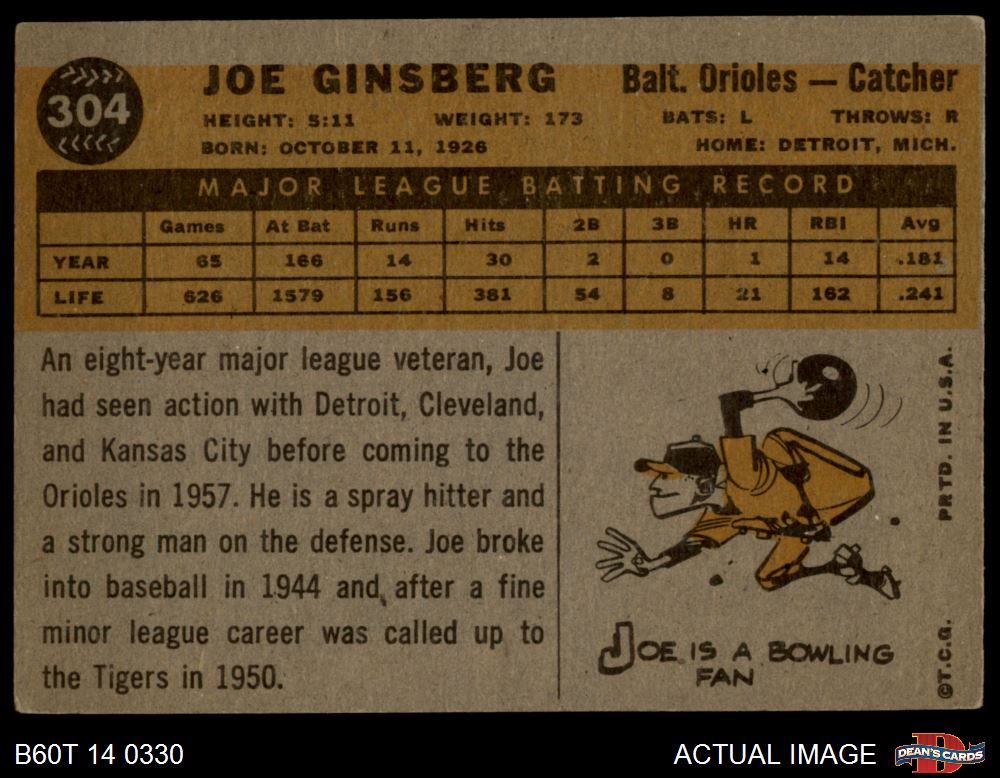 304
JOE GINSBERG
Balt. Orioles — Catcher
HEIGHT: 5:11 WEIGHT: 173 BATS: L THROWS: R
BORN: OCTOBER 11, 1926 HOME: DETROIT, MICH.
MAJOR LEAGUE BATTING RECORD
Games At Bat Runs Hits 2B 3B HR RBI Avg
YEAR 65 166 14 30 2 0 1 14 .181
LIFE 626 1579 156 381 54 8 21 162 .241
An eight-year major league veteran, Joe
had seen action with Detroit, Cleveland,
and Kansas City before coming to the
Orioles in 1957. He is a spray hitter and
a strong man on the defense. Joe broke
into baseball in 1944 and after a fine
minor league career was called up to
the Tigers in 1950.
JOE IS A BOWLING
FAN
PRTD. IN U.S.A.
©T.C.G.
B60T 14 0330
ACTUAL IMAGE
DEAN'S CARDS